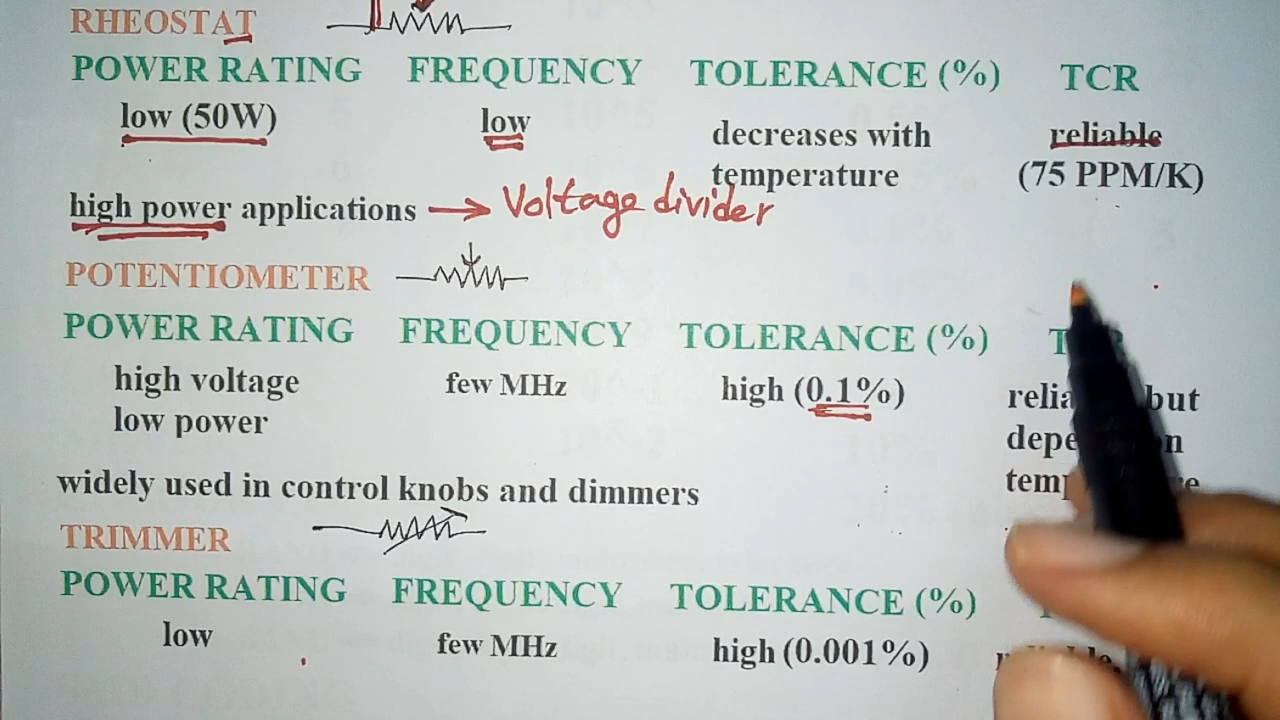 RHEOSTAT
POWER RATING FREQUENCY TOLERANCE (%) TCR
low (50W) low decreases with reliable
temperature (75 PPM/K)
high power applications → Voltage divider
POTENTIOMETER
POWER RATING FREQUENCY TOLERANCE (%)
high voltage few MHz high (0.1%) but
low power
widely used in control knobs and dimmers
TRIMMER
POWER RATING FREQUENCY TOLERANCE (%)
low few MHz high (0.001%)